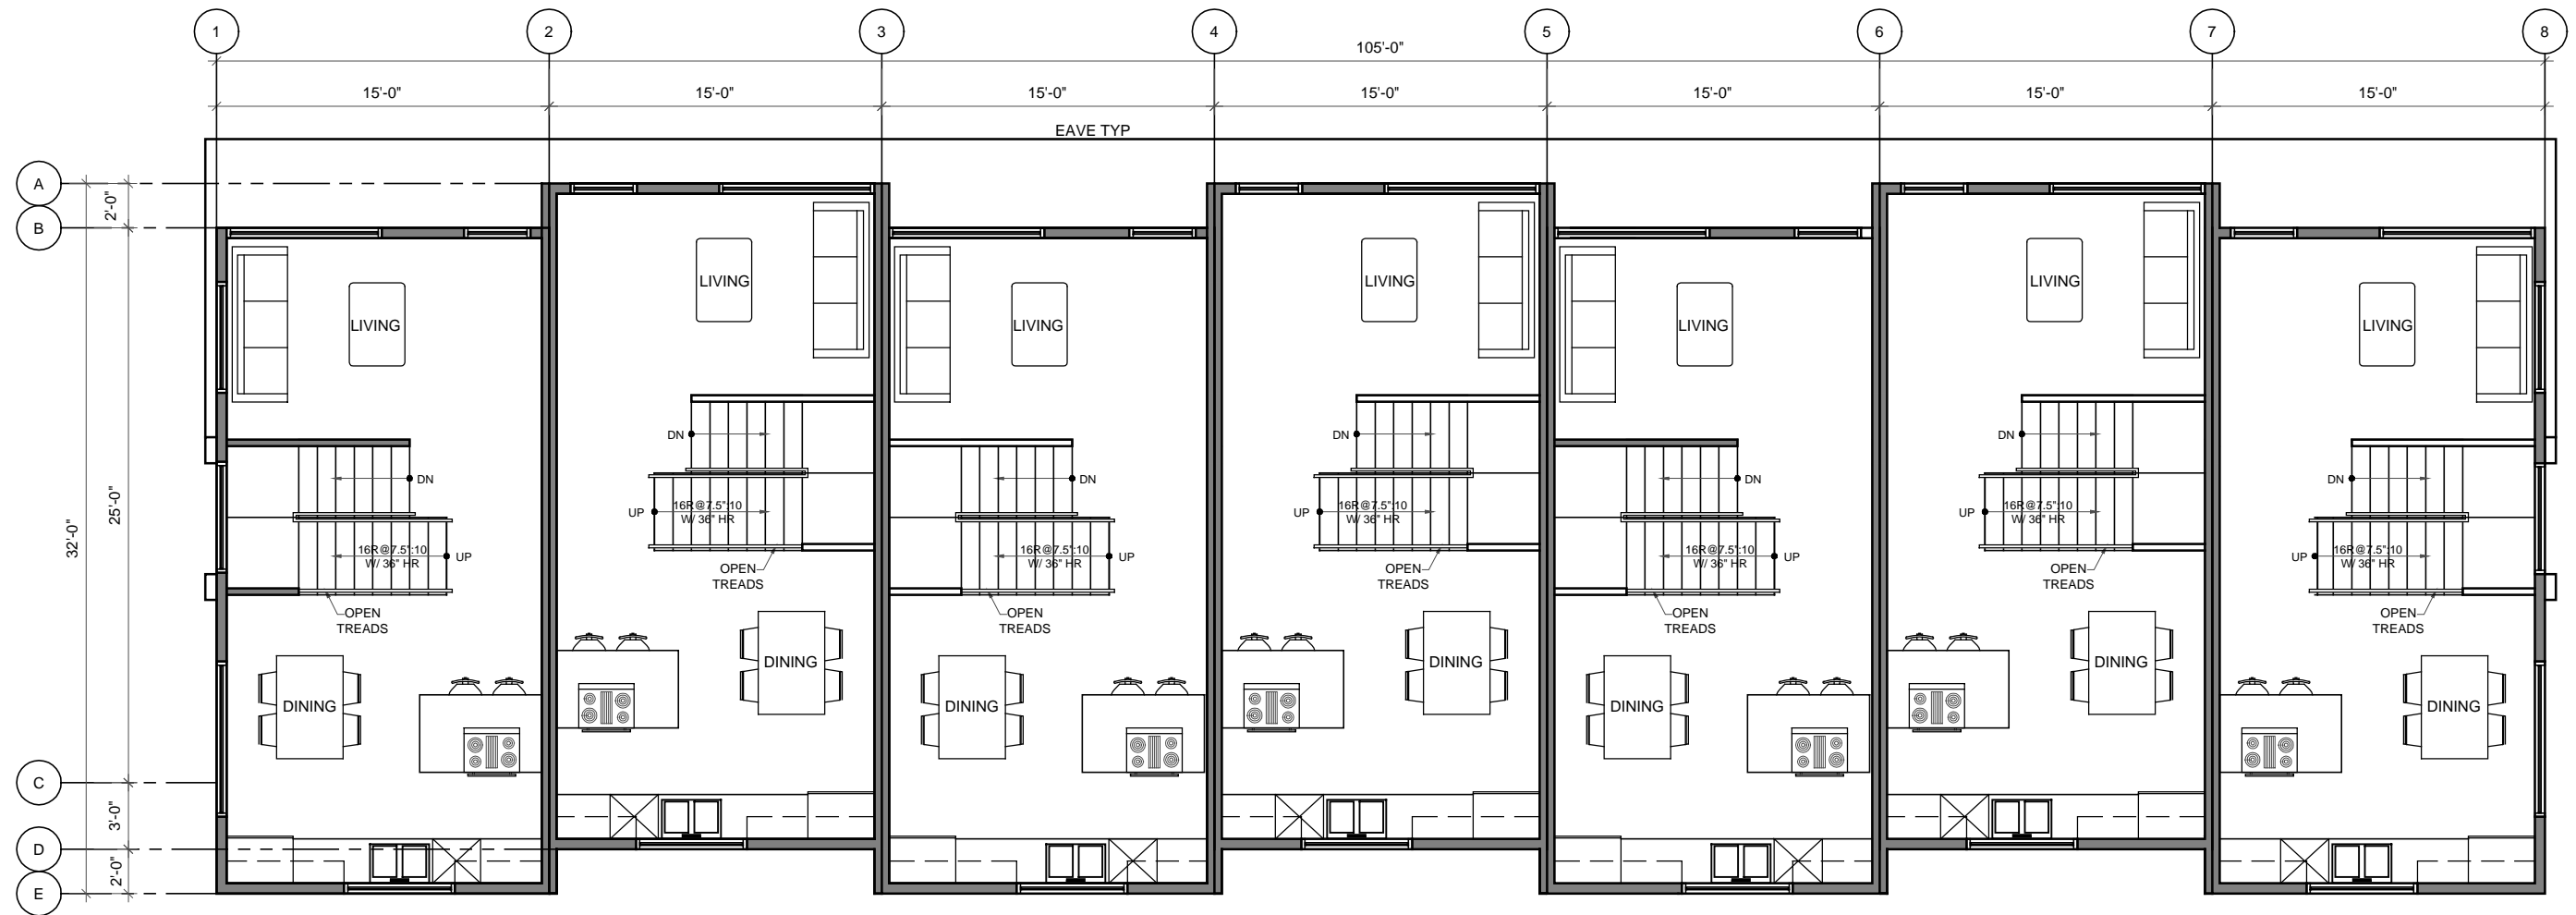 1
2
3
4
5
6
7
8
105'-0"
15'-0"
15'-0"
15'-0"
15'-0"
15'-0"
15'-0"
15'-0"
EAVE TYP
A
B
C
D
E
2'-0"
25'-0"
32'-0"
3'-0"
2'-0"
LIVING
LIVING
LIVING
LIVING
LIVING
LIVING
LIVING
DN
DN
DN
DN
DN
DN
DN
UP
16R@7.5":10
W/ 36" HR
UP
16R@7.5":10
W/ 36" HR
UP
16R@7.5":10
W/ 36" HR
16R@7.5":10
W/ 36" HR
UP
16R@7.5":10
W/ 36" HR
UP
16R@7.5":10
W/ 36" HR
UP
UP
16R@7.5":10
W/ 36" HR
OPEN
TREADS
OPEN
TREADS
OPEN
TREADS
OPEN
TREADS
OPEN
TREADS
OPEN
TREADS
OPEN
TREADS
DINING
DINING
DINING
DINING
DINING
DINING
DINING